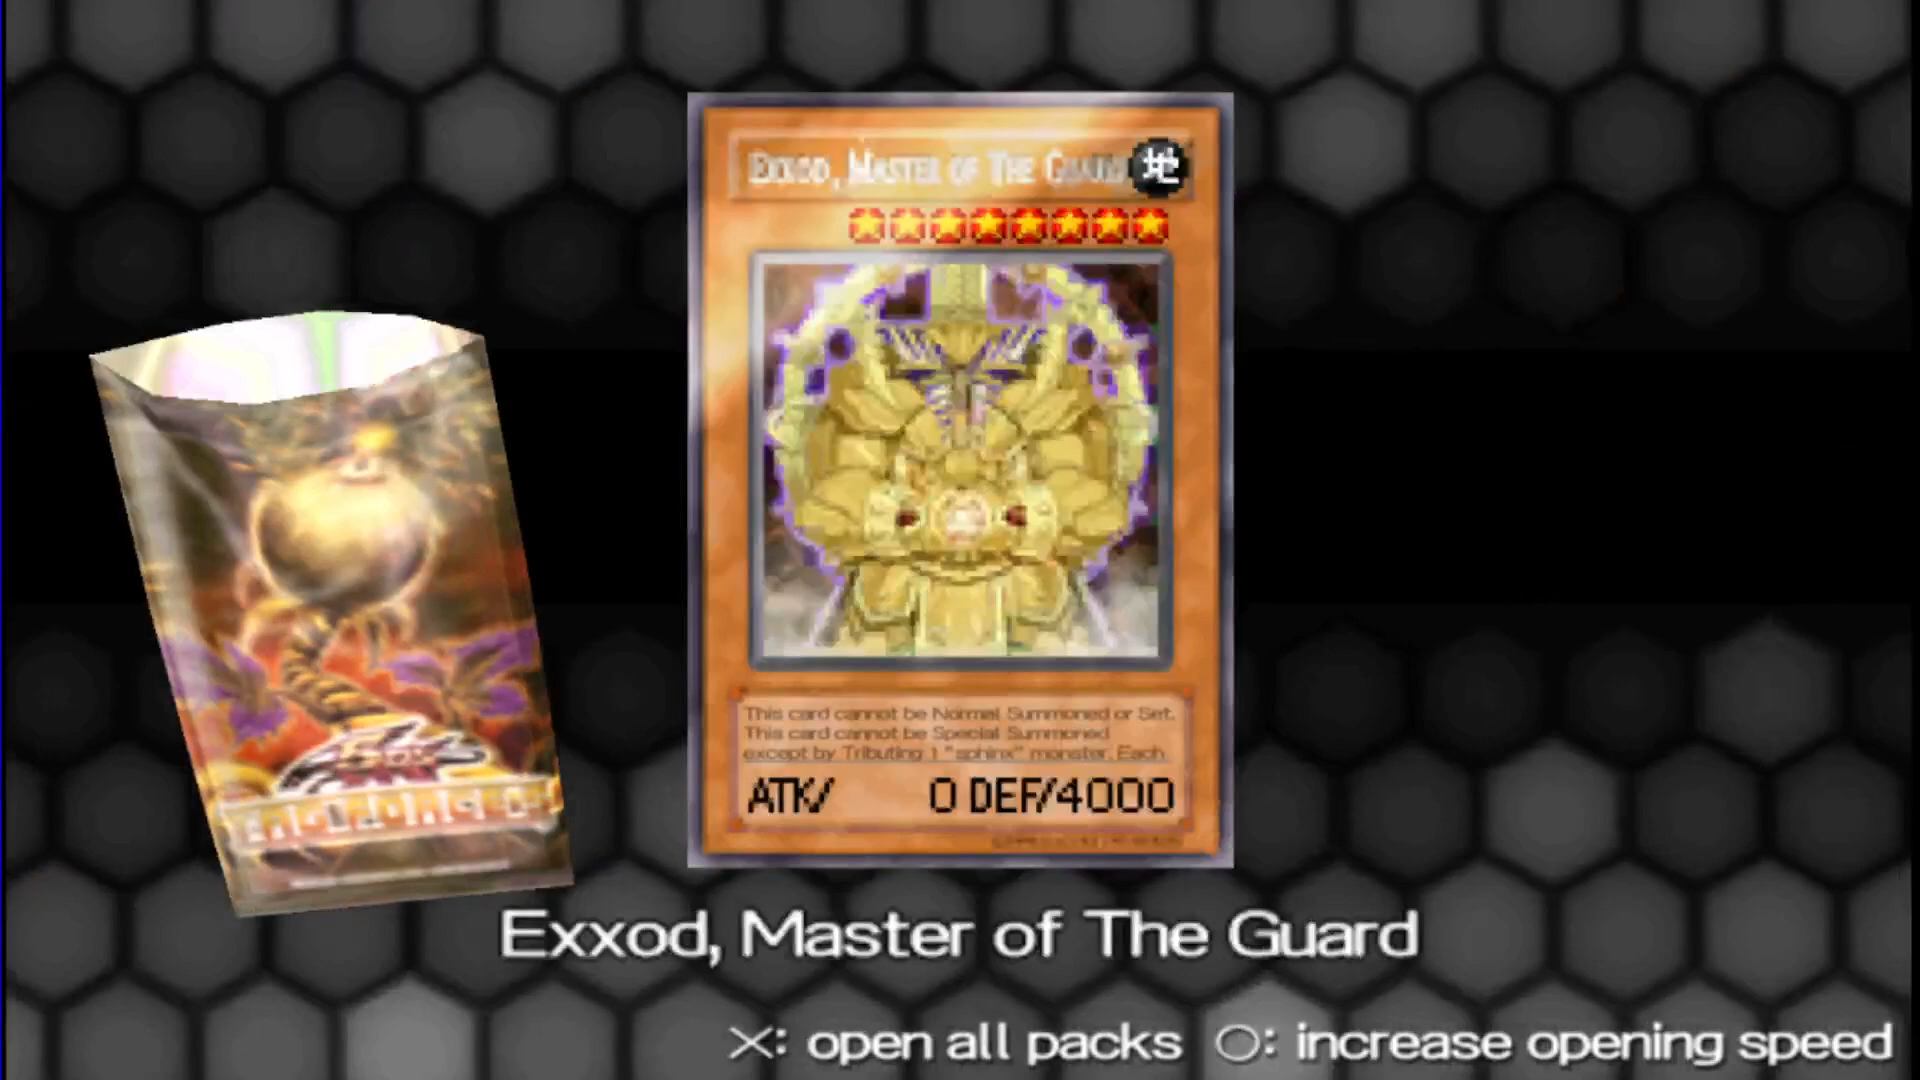 Exxod, Master of The Guard
地
This card cannot be Normal Summoned or Set.
This card cannot be Special Summoned
except by Tributing 1 "sphinx" monster. Each
ATK/ 0 DEF/4000
Exxod, Master of The Guard
X: open all packs O: increase opening speed